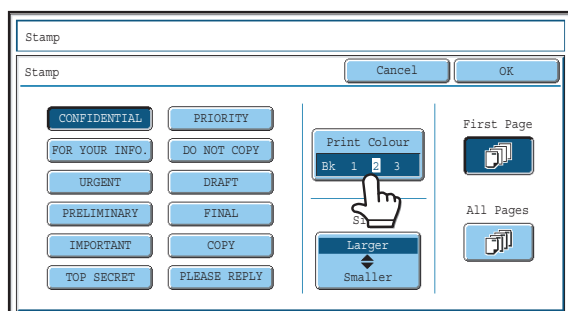 Stamp
Stamp
Cancel
OK
CONFIDENTIAL
PRIORITY
FOR YOUR INFO.
DO NOT COPY
URGENT
DRAFT
PRELIMINARY
FINAL
IMPORTANT
COPY
TOP SECRET
PLEASE REPLY
Print Colour
Bk 1 2 3
Larger
Smaller
First Page
All Pages